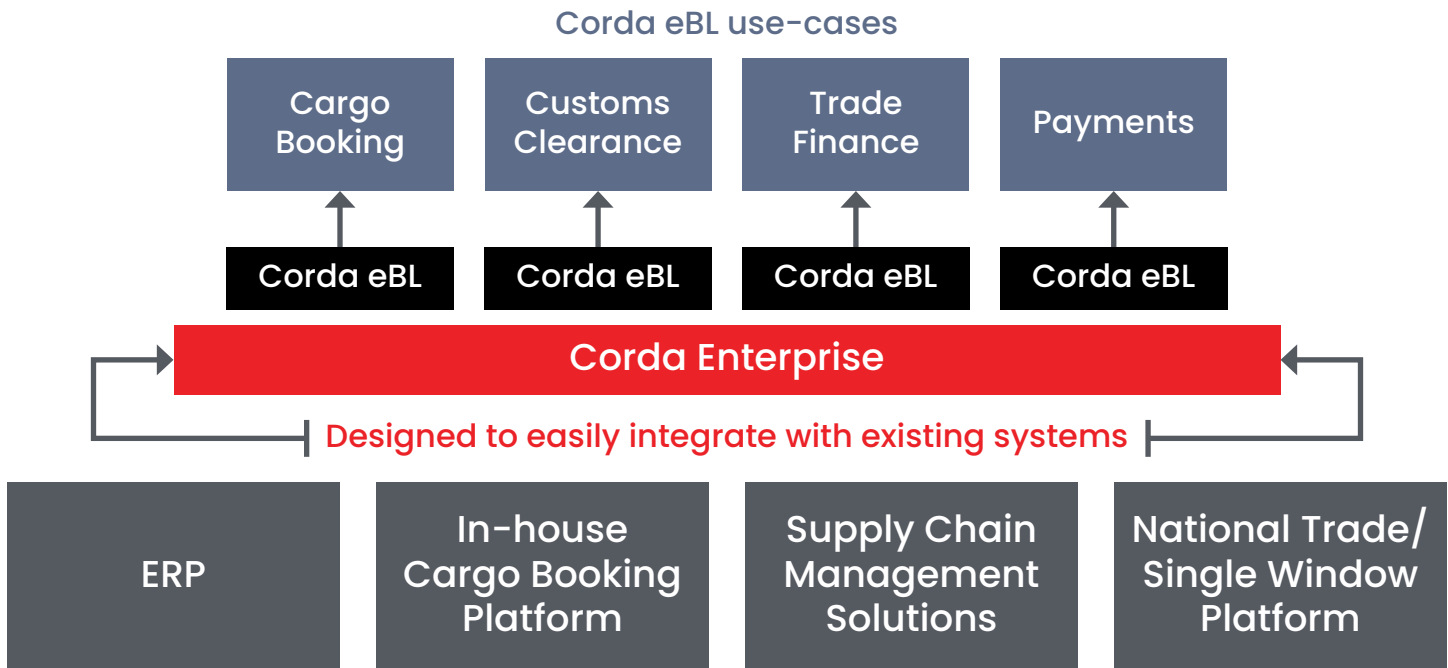 Corda eBL use-cases
Cargo
Booking
Customs
Clearance
Trade
Finance
Payments
Corda eBL
Corda eBL
Corda eBL
Corda eBL
Corda Enterprise
Designed to easily integrate with existing systems
ERP
In-house
Cargo Booking
Platform
Supply Chain
Management
Solutions
National Trade/
Single Window
Platform